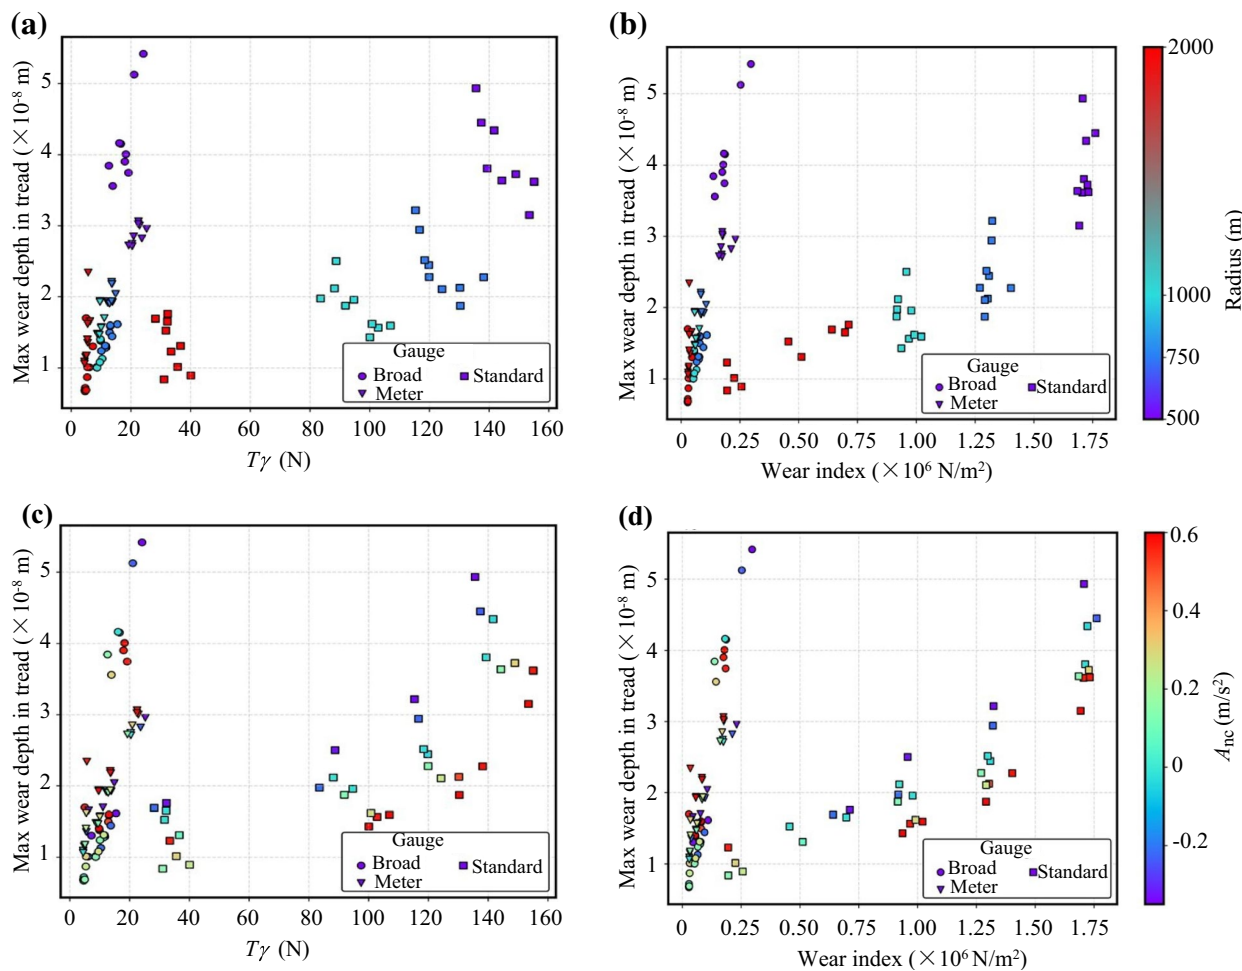 (a)
Max wear depth in tread (×10⁻⁸ m)
5
4
3
2
1
0 20 40 60 80 100 120 140 160
Tγ (N)
Gauge
Broad Standard
Meter
(b)
Max wear depth in tread (×10⁻⁸ m)
5
4
3
2
1
0 0.25 0.50 0.75 1.00 1.25 1.50 1.75
Wear index (×10⁶ N/m²)
Gauge
Broad Standard
Meter
2000
1000
750
500
Radius (m)
(c)
Max wear depth in tread (×10⁻⁸ m)
5
4
3
2
1
0 20 40 60 80 100 120 140 160
Tγ (N)
Gauge
Broad Standard
Meter
(d)
Max wear depth in tread (×10⁻⁸ m)
5
4
3
2
1
0 0.25 0.50 0.75 1.00 1.25 1.50 1.75
Wear index (×10⁶ N/m²)
Gauge
Broad Standard
Meter
0.6
0.4
0.2
0
-0.2
Anc (m/s²)